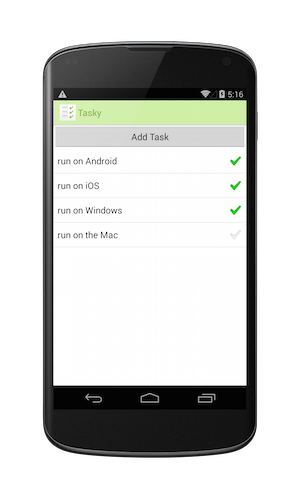 5:16
Tasky
Add Task
run on Android
run on iOS
run on Windows
run on the Mac